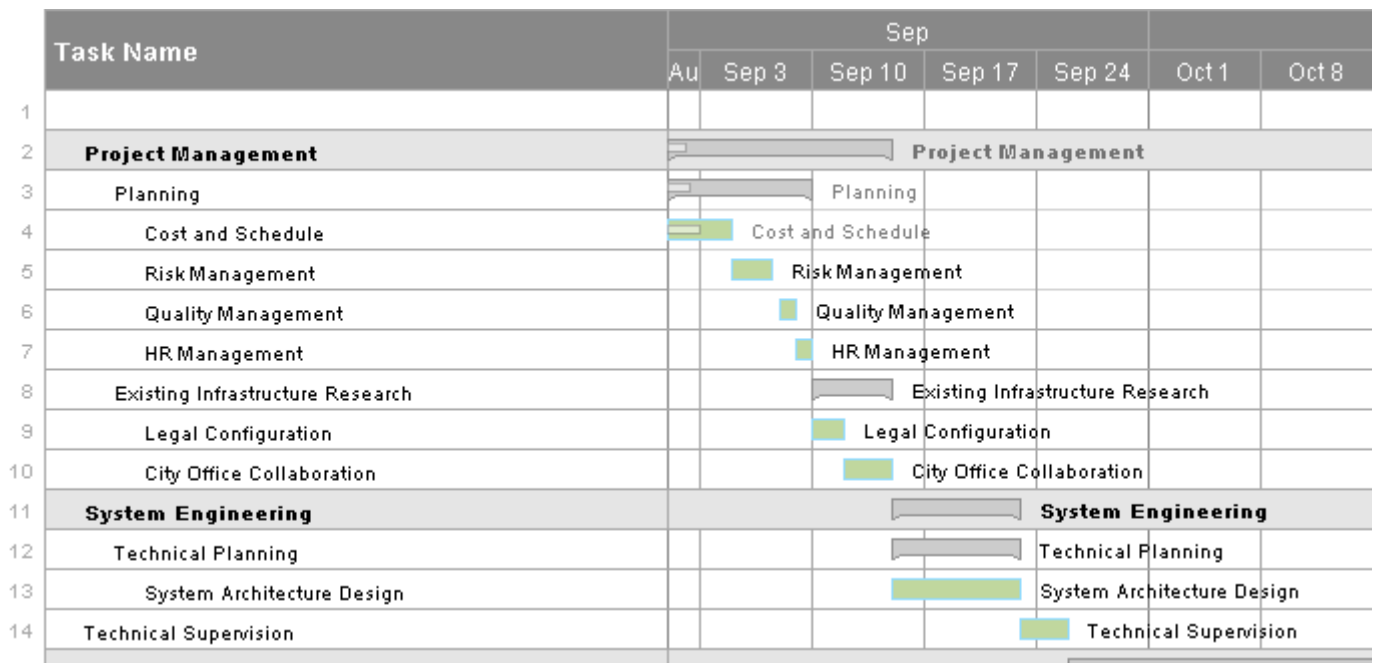 Sep
Task Name
Au Sep 3 Sep 10 Sep 17 Sep 24 Oct 1 Oct 8
1
2 Project Management Project Management
3 Planning Planning
4 Cost and Schedule Cost and Schedule
5 Risk Management Risk Management
6 Quality Management Quality Management
7 HR Management HR Management
8 Existing Infrastructure Research Existing Infrastructure Research
9 Legal Configuration Legal Configuration
10 City Office Collaboration City Office Collaboration
11 System Engineering System Engineering
12 Technical Planning Technical Planning
13 System Architecture Design System Architecture Design
14 Technical Supervision Technical Supervision